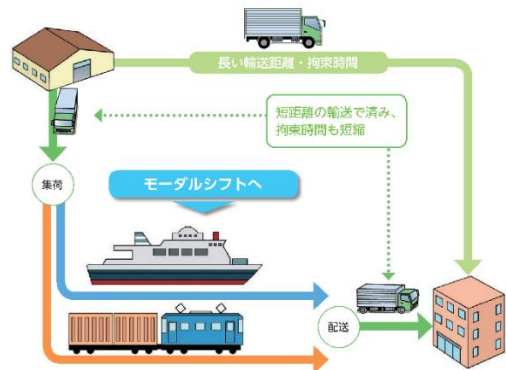 長い輸送距離・拘束時間
短距離の輸送で済み、
拘束時間も短縮
集荷
モーダルシフトへ
配送